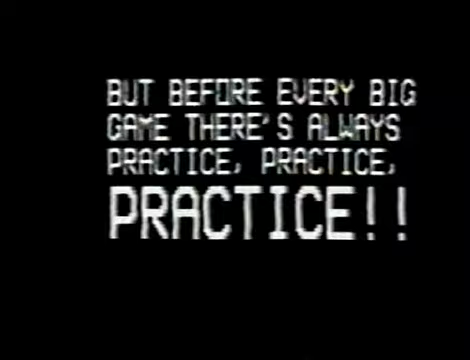 BUT BEFORE EVERY BIG
GAME THERE'S ALWAYS
PRACTICE, PRACTICE,
PRACTICE!!